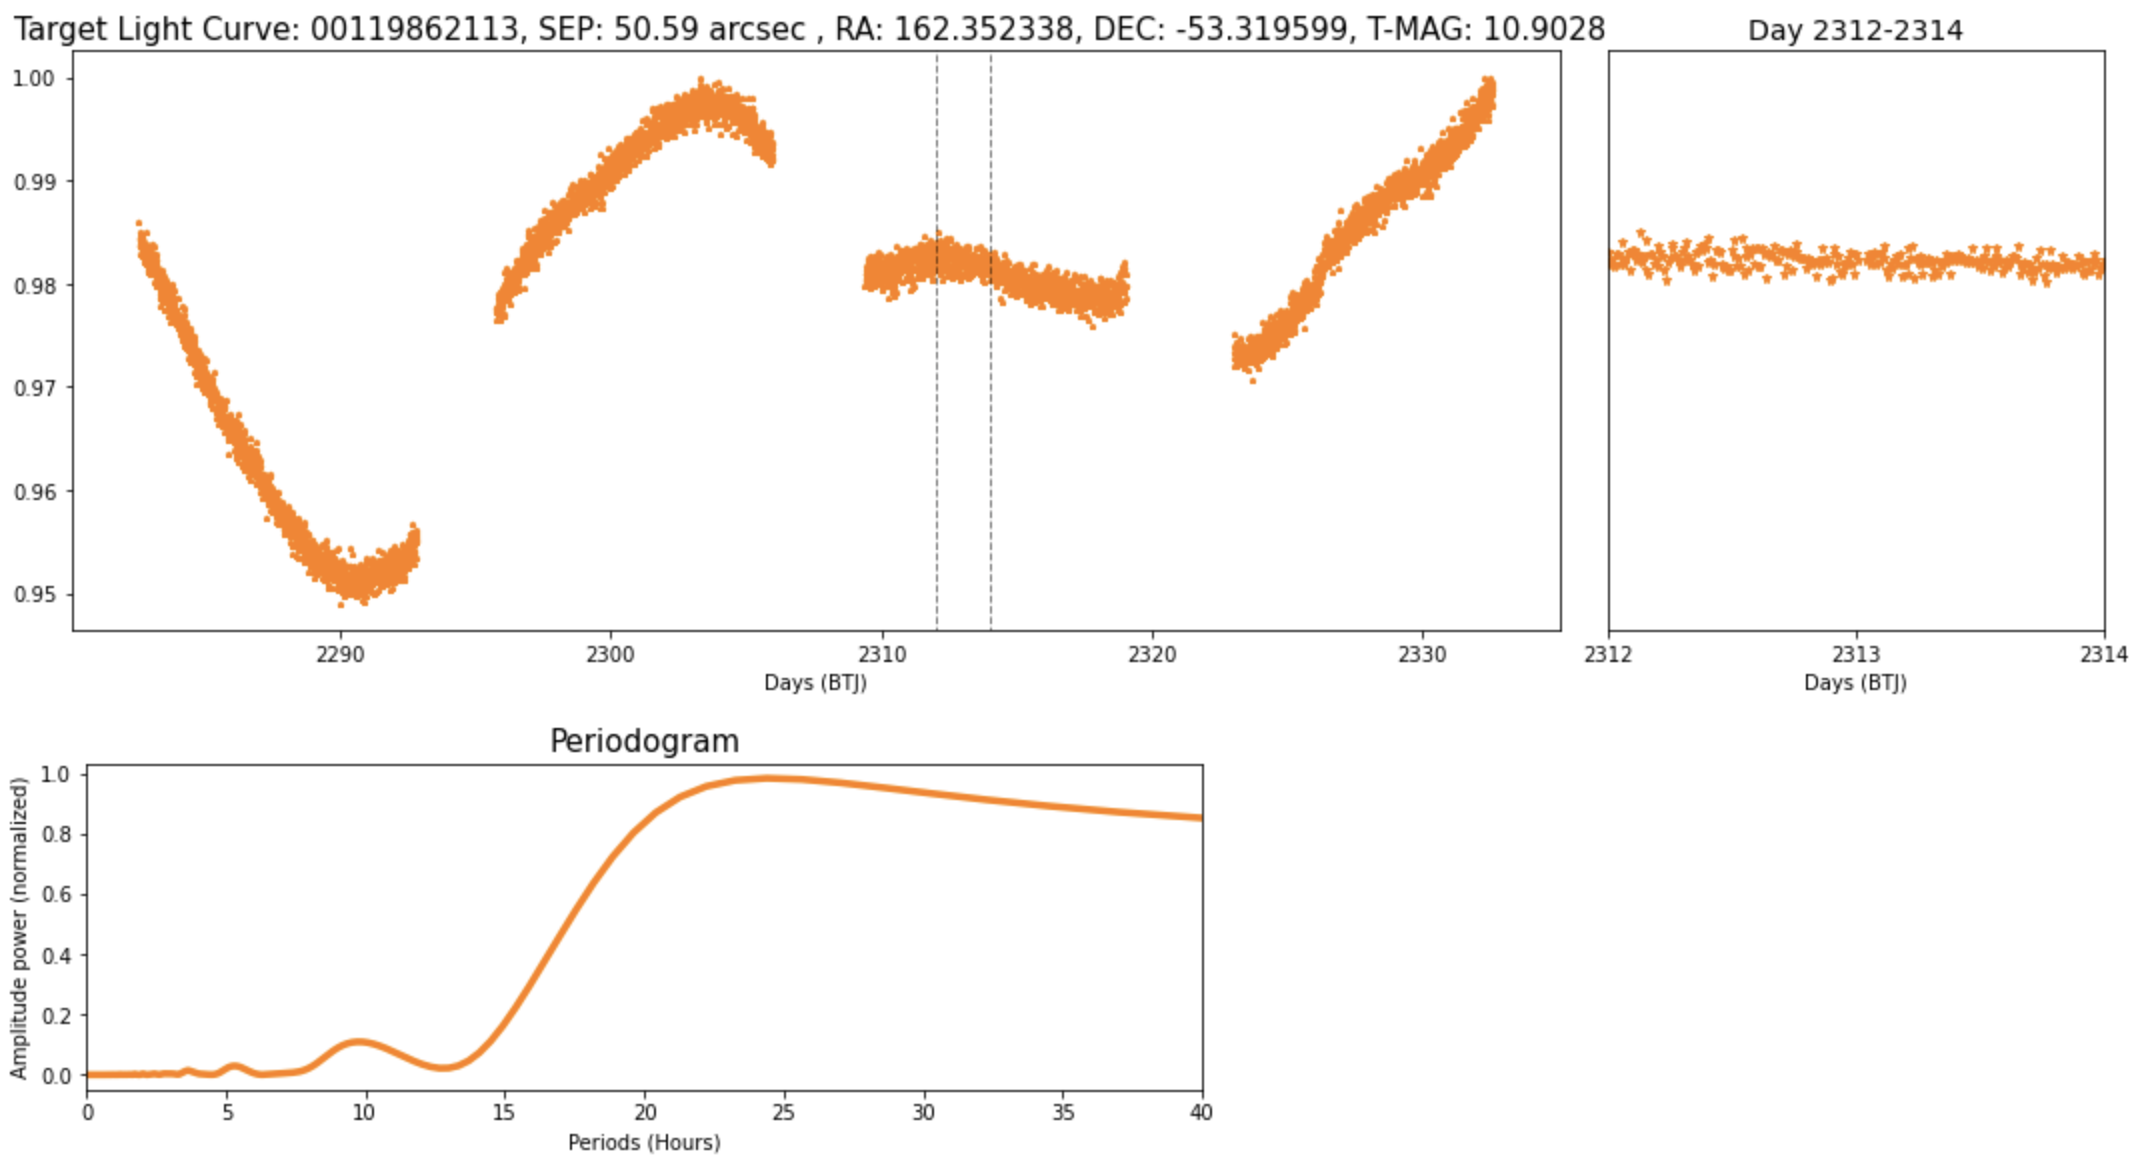 Target Light Curve: 00119862113, SEP: 50.59 arcsec , RA: 162.352338, DEC: -53.319599, T-MAG: 10.9028
Day 2312-2314
1.00
0.99
0.98
0.97
0.96
0.95
2290 2300 2310 2320 2330
Days (BTJ)
2312 2313 2314
Days (BTJ)
Periodogram
Amplitude power (normalized)
1.0
0.8
0.6
0.4
0.2
0.0
0 5 10 15 20 25 30 35 40
Periods (Hours)